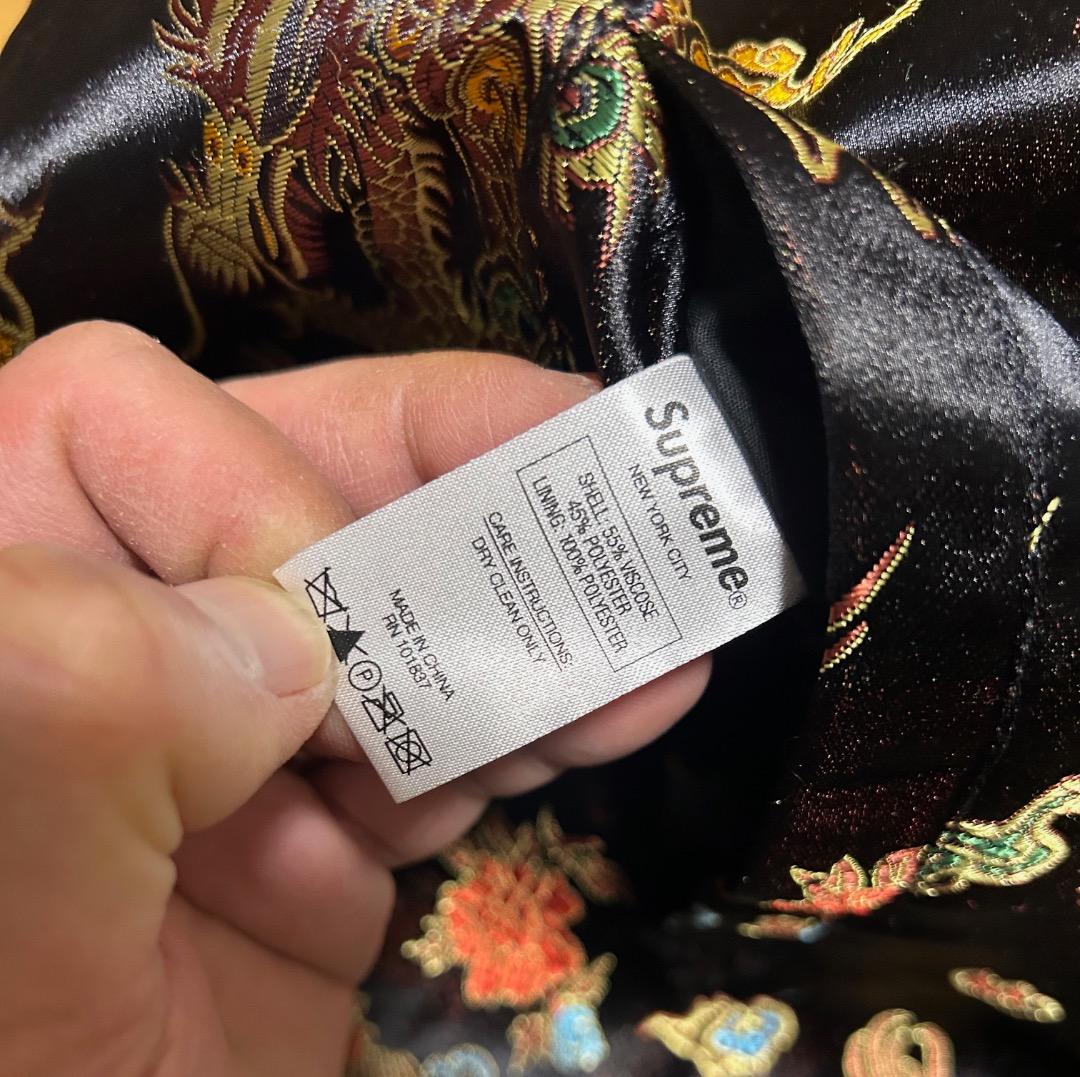 Supreme®
NEW YORK CITY
SHELL: 55% VISCOSE
45% POLYESTER
LINING: 100% POLYESTER
CARE INSTRUCTIONS:
DRY CLEAN ONLY
MADE IN CHINA
RN 101837
P